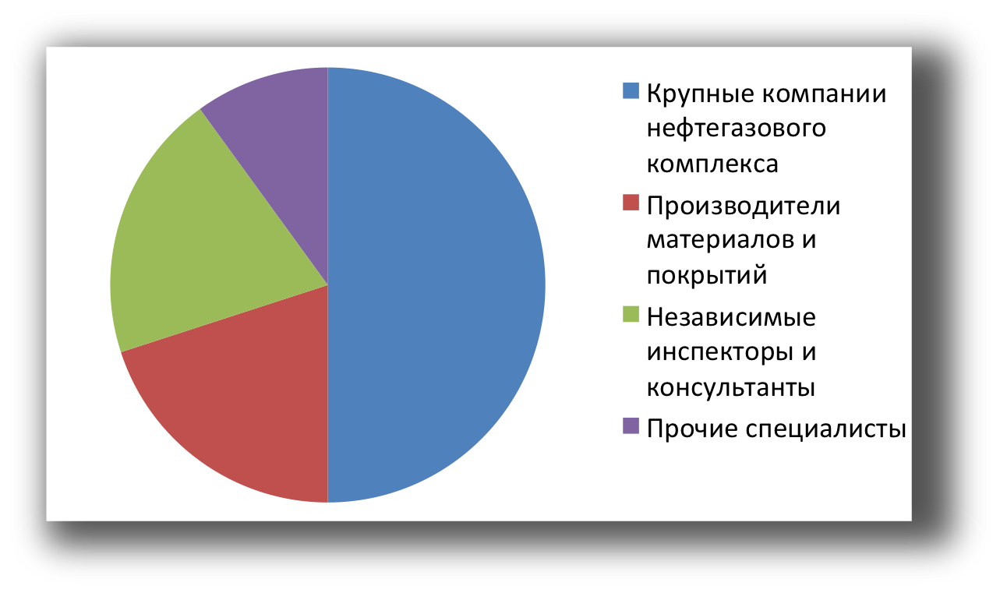 Крупные компании
нефтегазового
комплекса
Производители
материалов и
покрытий
Независимые
инспекторы и
консультанты
Прочие специалисты